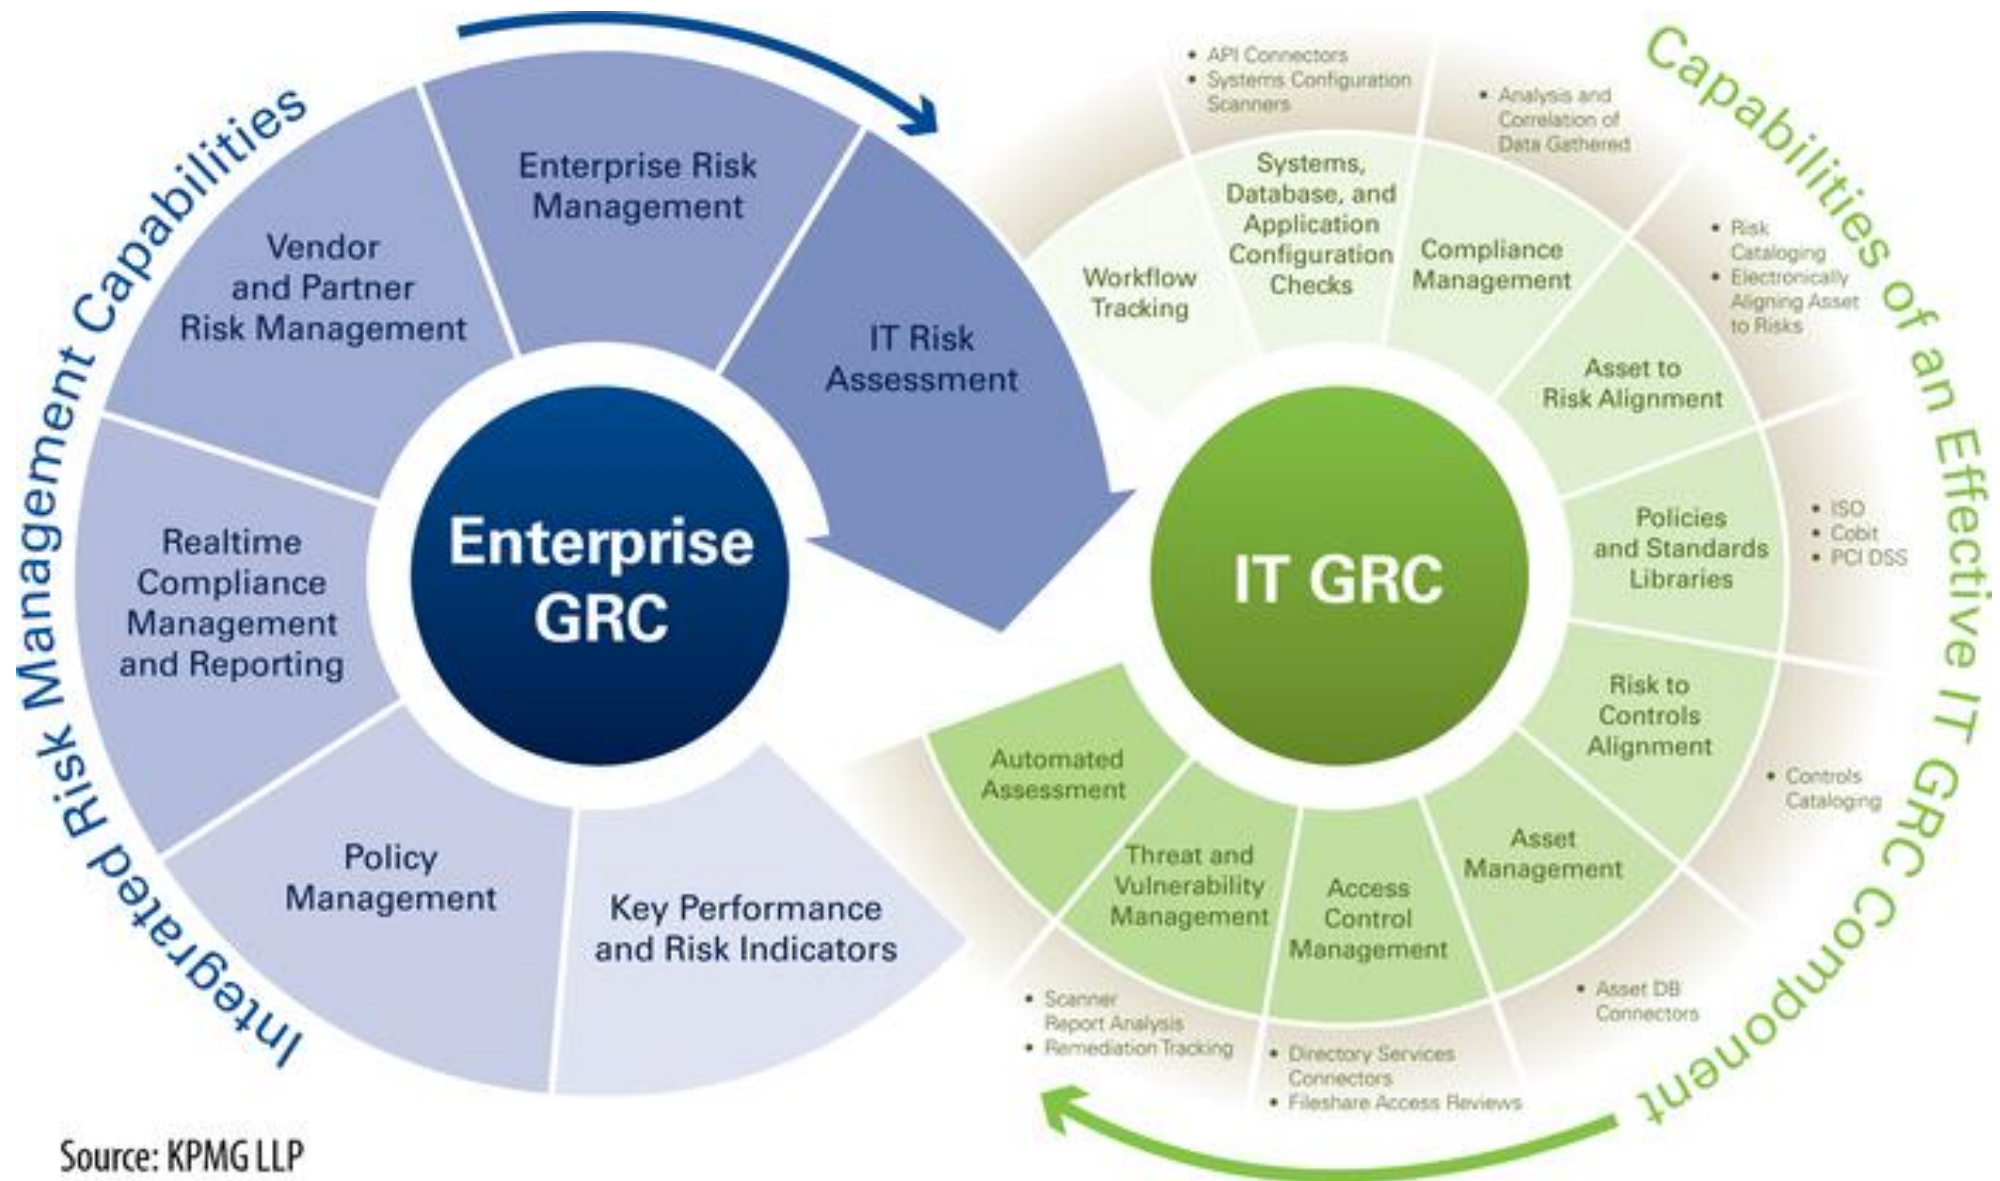 Integrated Risk Management Capabilities
Enterprise Risk
Management
IT Risk
Assessment
Vendor
and Partner
Risk Management
Realtime
Compliance
Management
and Reporting
Policy
Management
Key Performance
and Risk Indicators
Enterprise
GRC
Capabilities of an Effective IT GRC Component
IT GRC
Workflow
Tracking
• API Connectors
• Systems Configuration
Scanners
Systems,
Database, and
Application
Configuration
Checks
• Analysis and
Correlation of
Data Gathered
Compliance
Management
• Risk
Cataloging
• Electronically
Aligning Asset
to Risks
Asset to
Risk Alignment
• ISO
• Cobit
• PCI DSS
Policies
and Standards
Libraries
Risk to
Controls
Alignment
• Controls
Cataloging
Asset
Management
• Asset DB
Connectors
Access
Control
Management
• Directory Services
Connectors
• Fileshare Access Reviews
Threat and
Vulnerability
Management
• Scanner
Report Analysis
• Remediation Tracking
Automated
Assessment
Source: KPMG LLP